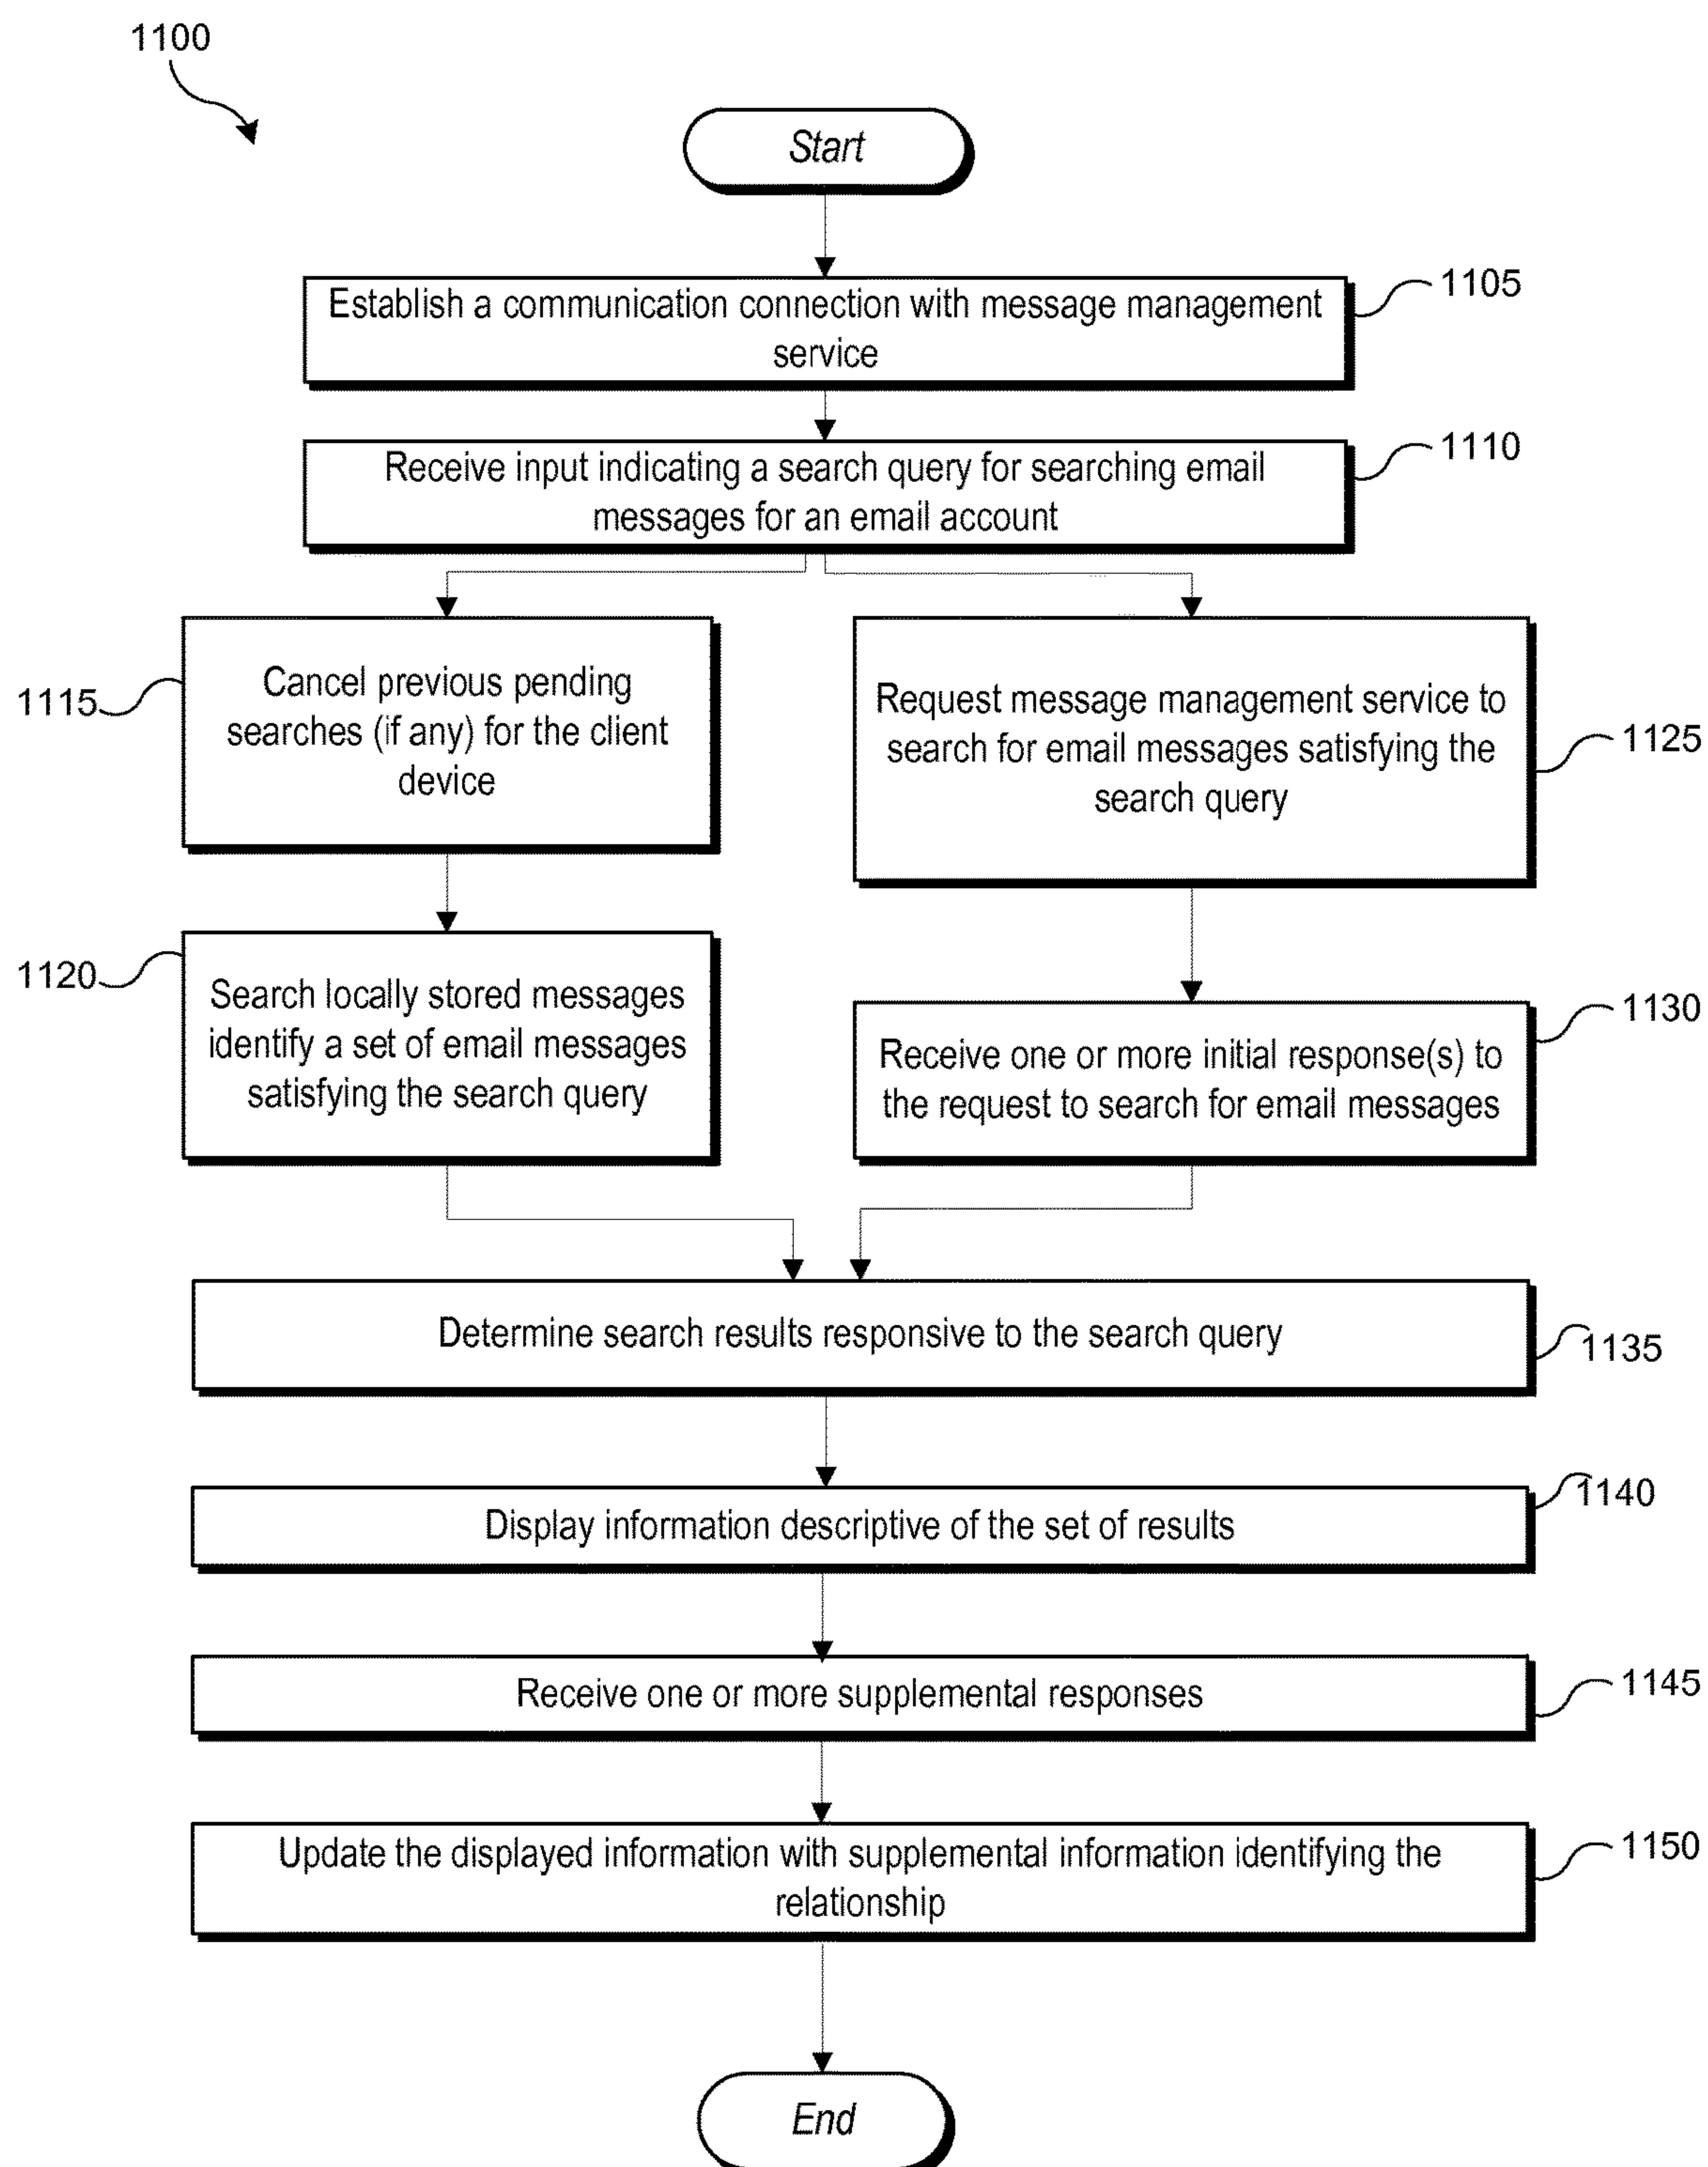 1100
Start
Establish a communication connection with message management
service
1105
Receive input indicating a search query for searching email
messages for an email account
1110
Cancel previous pending
searches (if any) for the client
device
1115
Request message management service to
search for email messages satisfying the
search query
1125
Search locally stored messages
identify a set of email messages
satisfying the search query
1120
Receive one or more initial response(s) to
the request to search for email messages
1130
Determine search results responsive to the search query
1135
Display information descriptive of the set of results
1140
Receive one or more supplemental responses
1145
Update the displayed information with supplemental information identifying the
relationship
1150
End